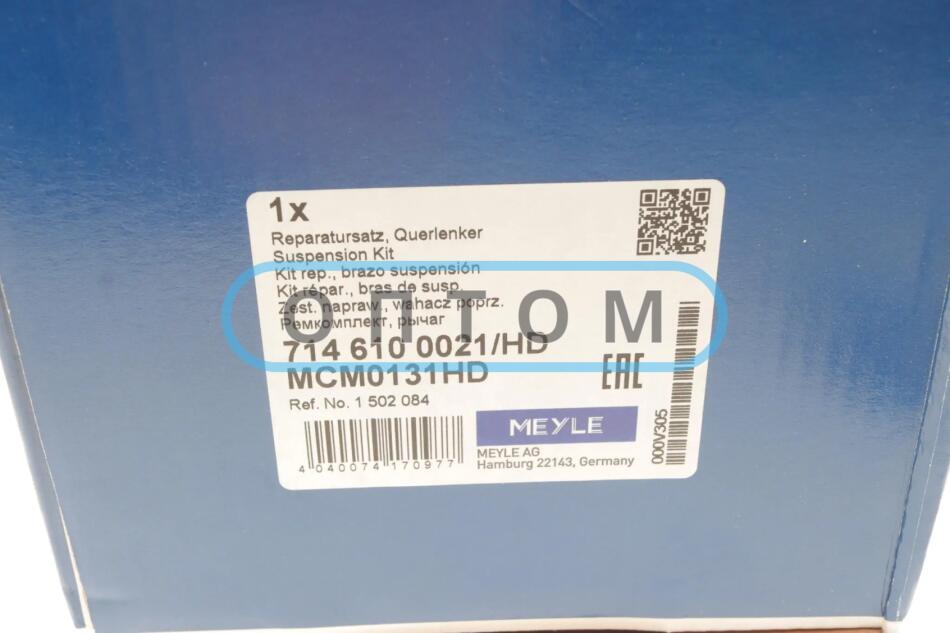 1x
Reparatursatz, Querlenker
Suspension Kit
Kit rep., brazo suspensión
Kit répar., bras de susp.
Zest. napraw., wahacz poprz.
Ремкомплект, рычаг
ОПТОМ
714 610 0021/HD
MCM0131HD
EAC
Ref. No. 1 502 084
MEYLE
MEYLE AG
Hamburg 22143, Germany
4 040074 170977
000V305